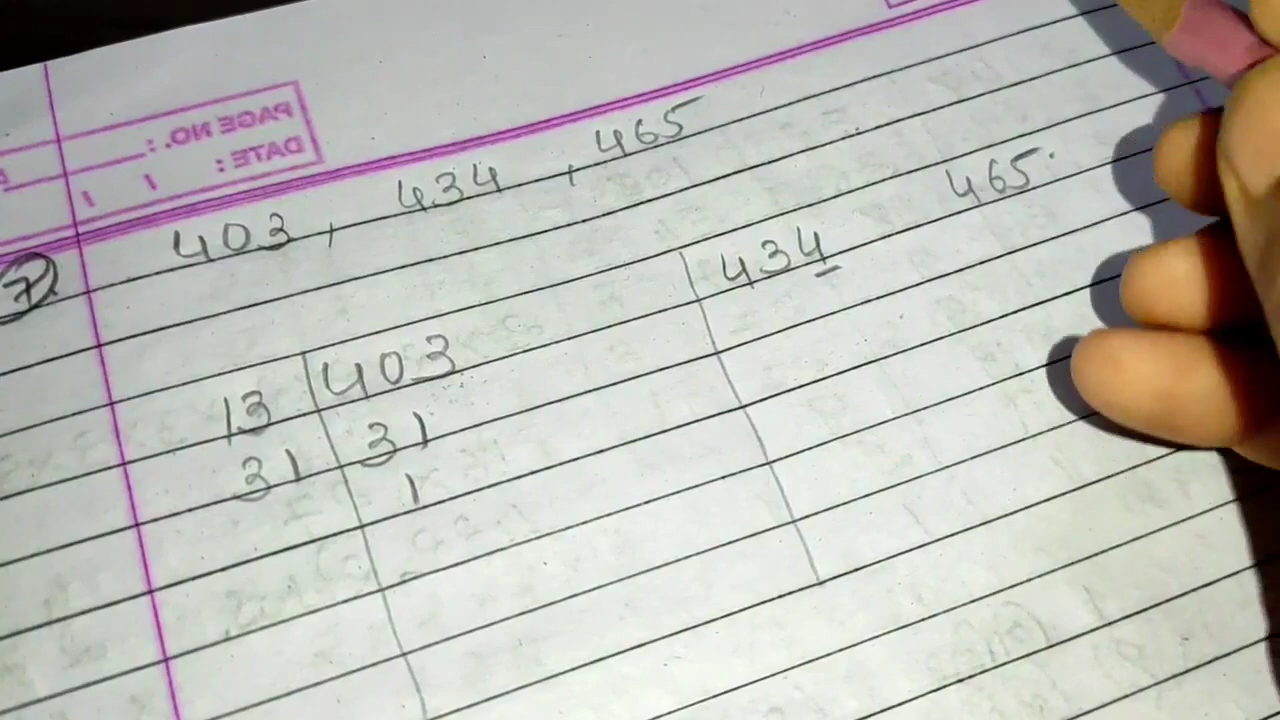 PAGE NO. :
DATE :
7. 403, 434, 465
434 465.
13 403
31 31
1